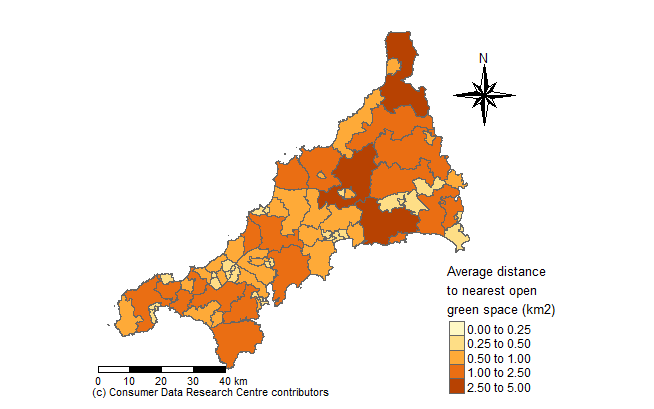 N
Average distance
to nearest open
green space (km2)
0.00 to 0.25
0.25 to 0.50
0.50 to 1.00
1.00 to 2.50
2.50 to 5.00
0 10 20 30 40 km
(c) Consumer Data Research Centre contributors